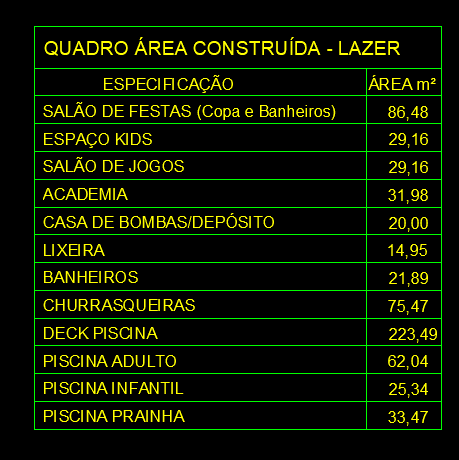 QUADRO ÁREA CONSTRUÍDA - LAZER
ESPECIFICAÇÃO ÁREA m²
SALÃO DE FESTAS (Copa e Banheiros) 86,48
ESPAÇO KIDS 29,16
SALÃO DE JOGOS 29,16
ACADEMIA 31,98
CASA DE BOMBAS/DEPÓSITO 20,00
LIXEIRA 14,95
BANHEIROS 21,89
CHURRASQUEIRAS 75,47
DECK PISCINA 223,49
PISCINA ADULTO 62,04
PISCINA INFANTIL 25,34
PISCINA PRAINHA 33,47